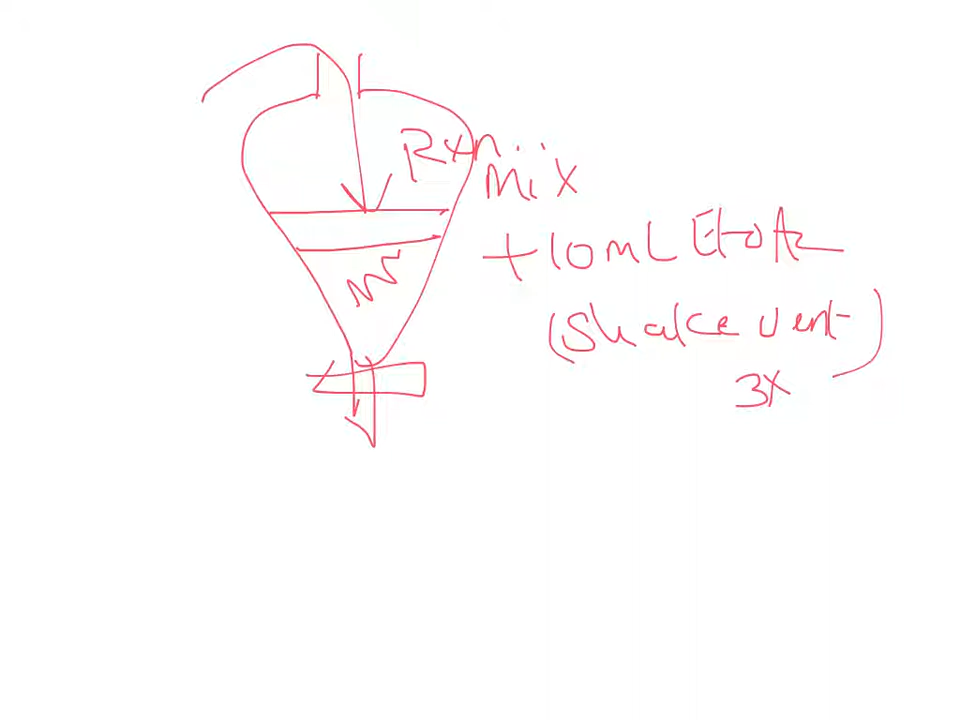 Rxn
Mix
+10mL EtOAc
(Shake vent)
3X